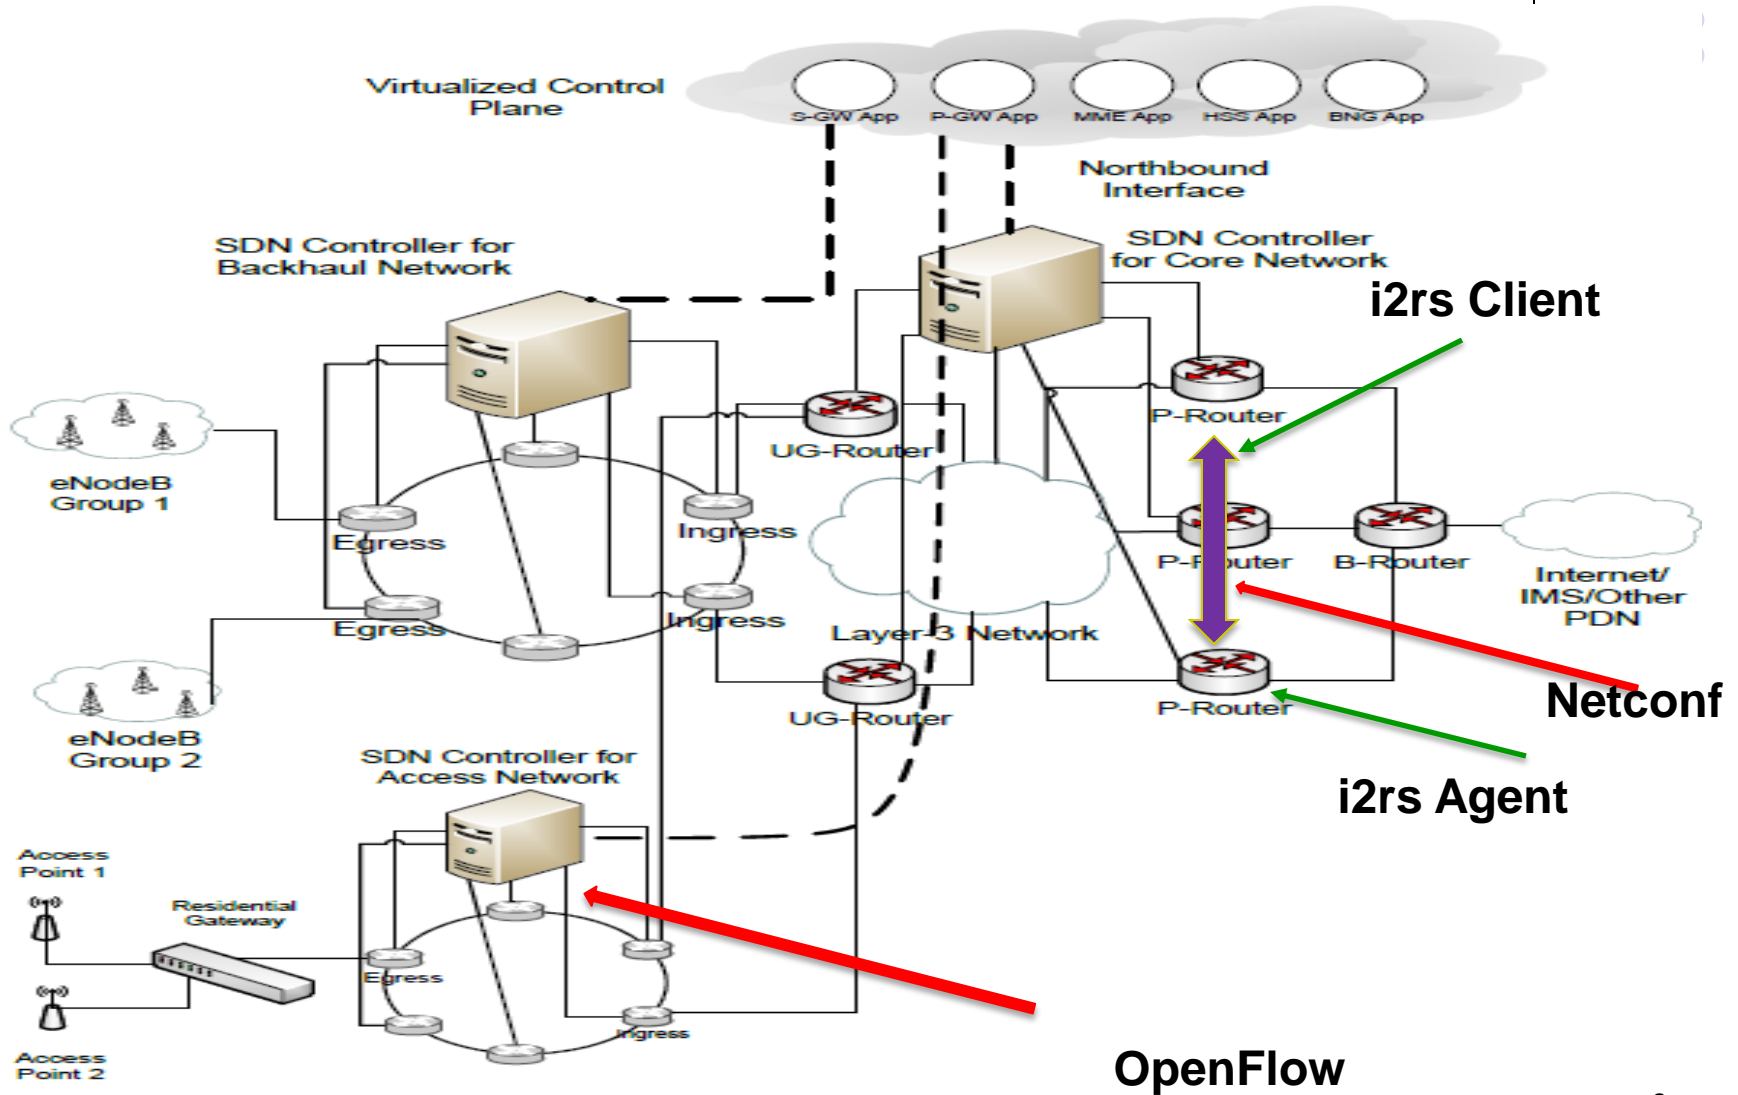 Virtualized Control
Plane
S-GW App
P-GW App
MME App
HSS App
BNG App
Northbound
Interface
SDN Controller for
Backhaul Network
SDN Controller
for Core Network
i2rs Client
P-Router
UG-Router
eNodeB
Group 1
Egress
Ingress
P-Router
B-Router
Internet/
IMS/Other
PDN
Egress
Ingress
Layer-3 Network
Netconf
P-Router
UG-Router
eNodeB
Group 2
SDN Controller for
Access Network
i2rs Agent
Access
Point 1
Residential
Gateway
Egress
Ingress
Access
Point 2
OpenFlow